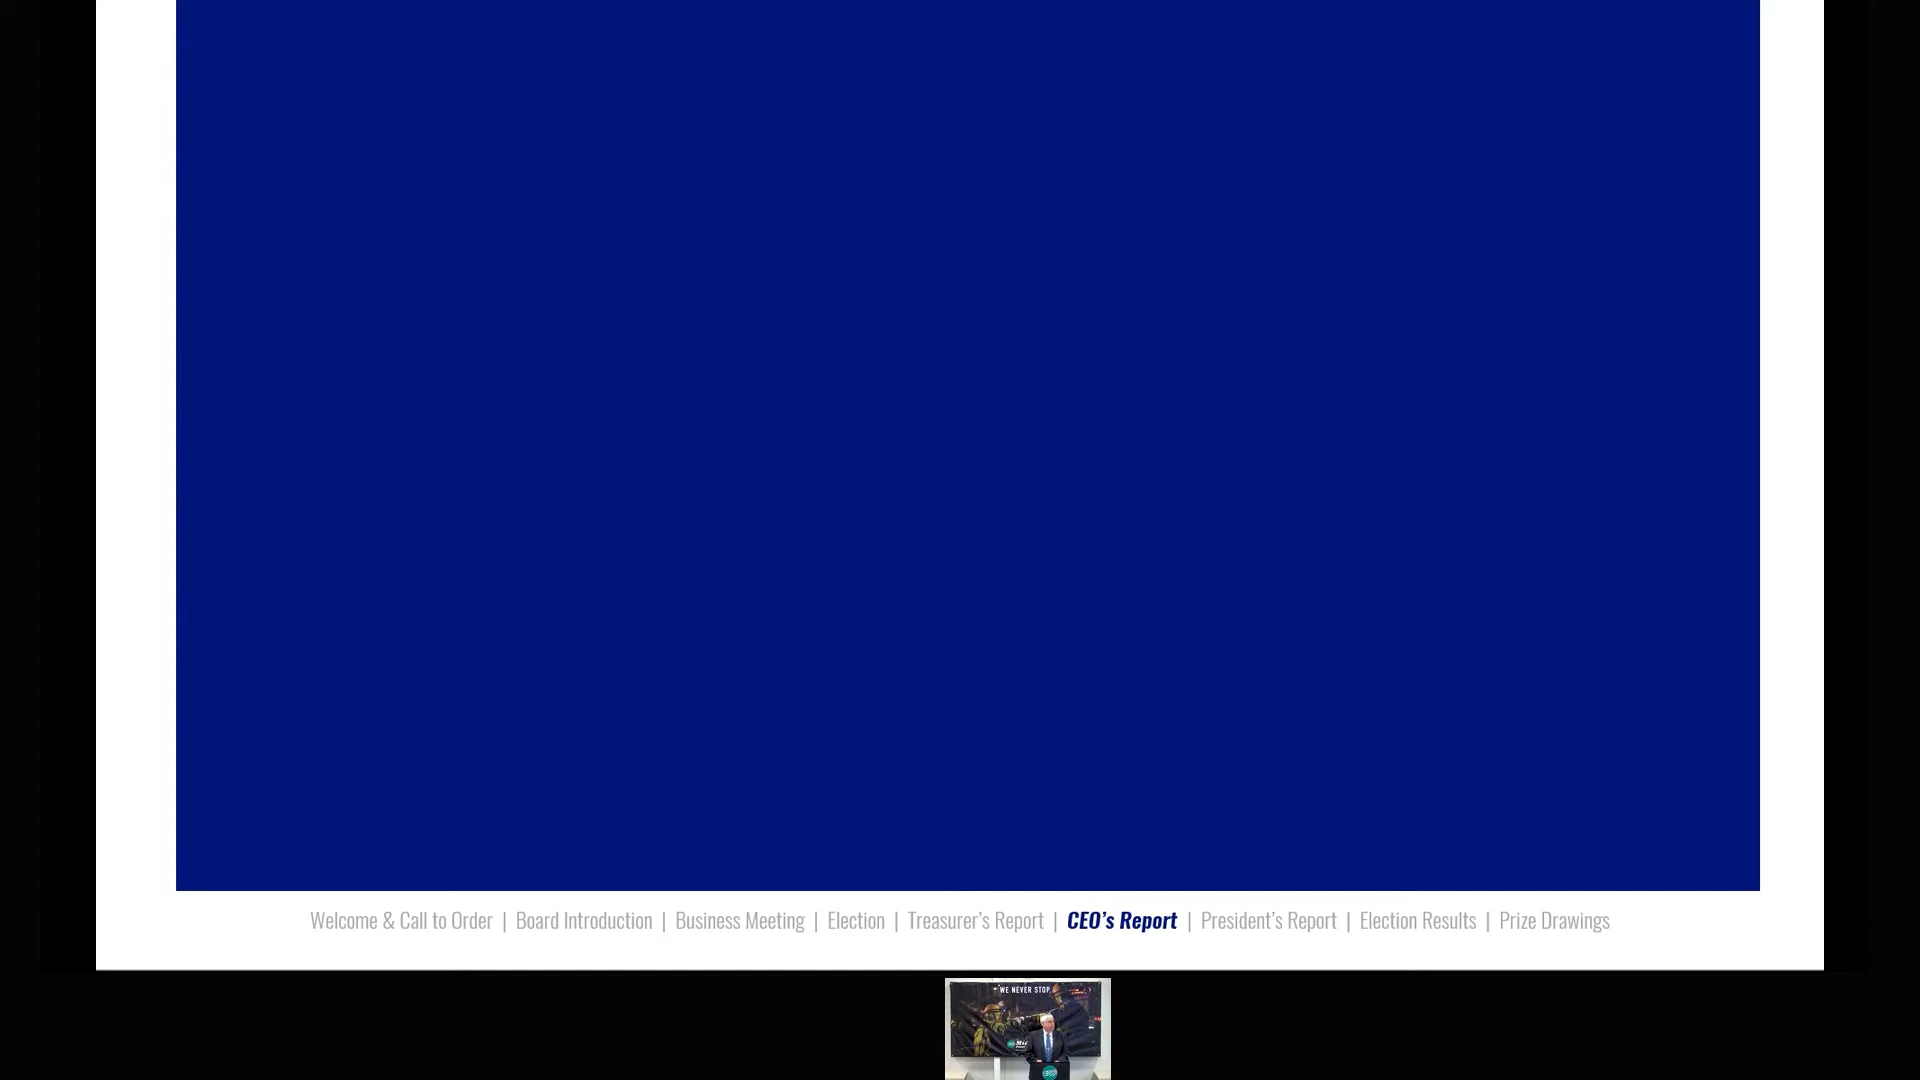 Welcome & Call to Order | Board Introduction | Business Meeting | Election | Treasurer's Report | CEO's Report | President's Report | Election Results | Prize Drawings
WE NEVER STOP